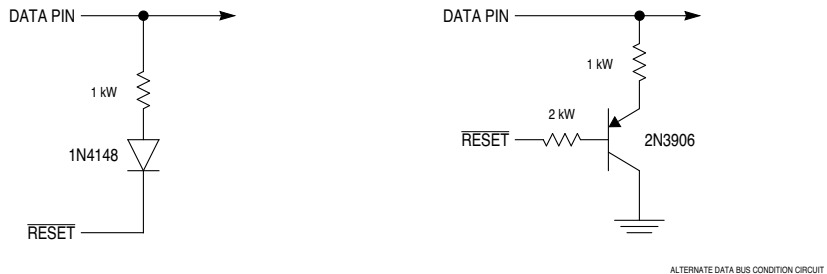 DATA PIN
1 kW
1N4148
RESET
DATA PIN
1 kW
2 kW
RESET
2N3906
ALTERNATE DATA BUS CONDITION CIRCUIT